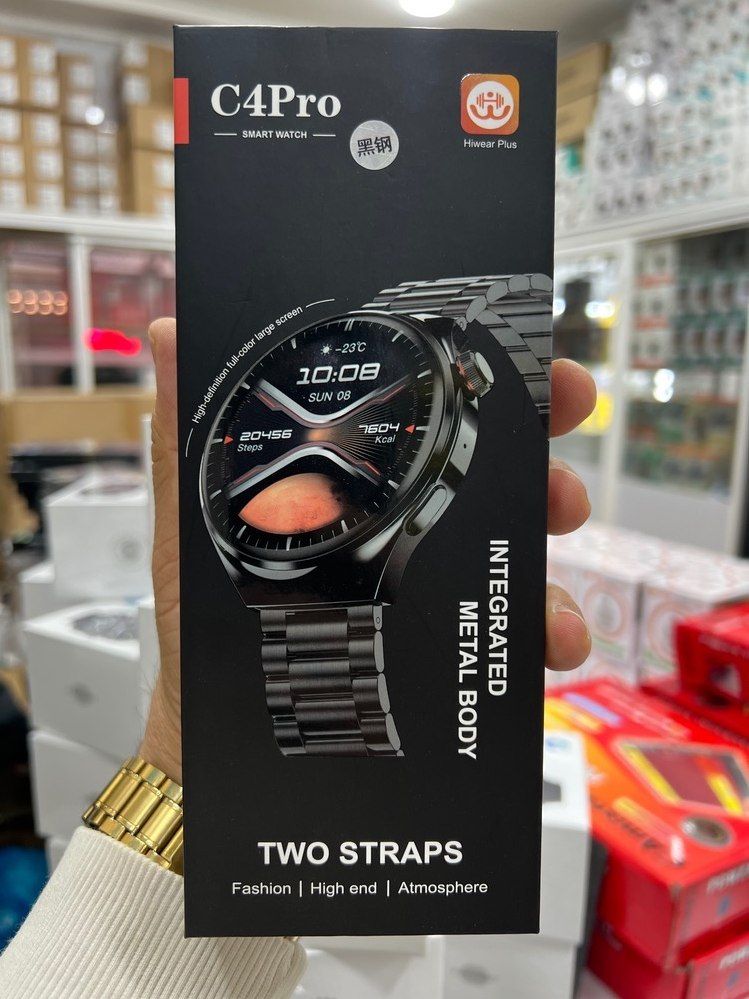 C4Pro
SMART WATCH
黑钢
Hiwear Plus
High-definition full-color large screen
-23℃
10:08
SUN 08
20456
Steps
7604
Kcal
INTEGRATED
METAL BODY
TWO STRAPS
Fashion | High end | Atmosphere